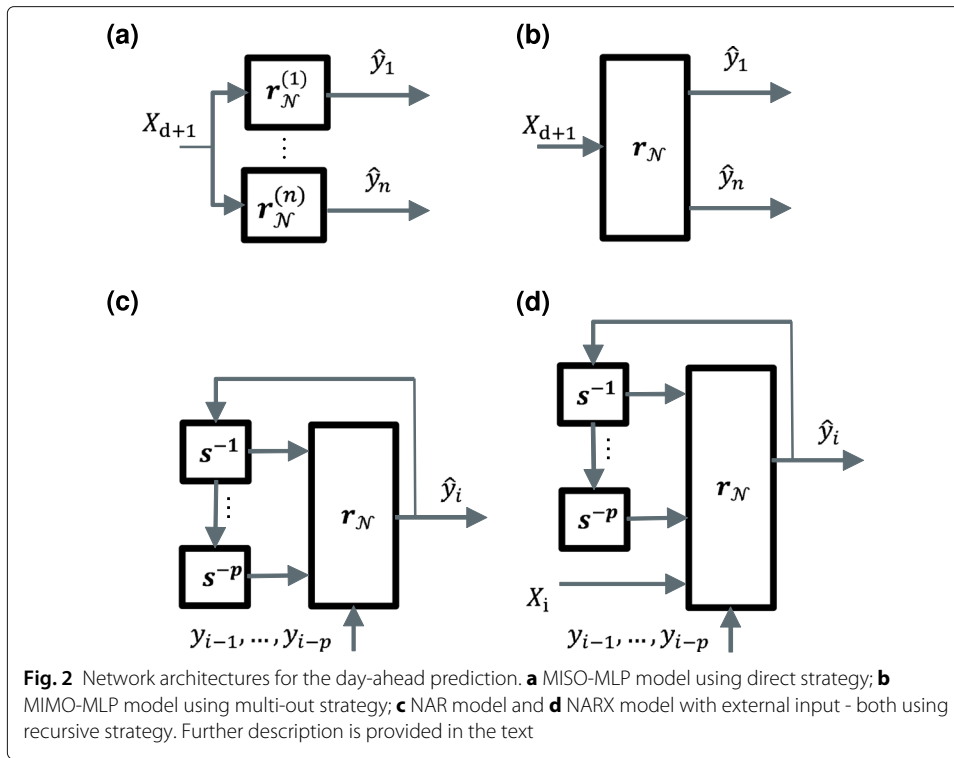 (a)
X_{d+1}
r_𝒩^{(1)}
ŷ_1
⋮
r_𝒩^{(n)}
ŷ_n
(b)
X_{d+1}
r_𝒩
ŷ_1
ŷ_n
(c)
s^{-1}
⋮
s^{-p}
r_𝒩
ŷ_i
y_{i-1}, ..., y_{i-p}
(d)
s^{-1}
⋮
s^{-p}
X_i
r_𝒩
ŷ_i
y_{i-1}, ..., y_{i-p}
Fig. 2 Network architectures for the day-ahead prediction. a MISO-MLP model using direct strategy; b
MIMO-MLP model using multi-out strategy; c NAR model and d NARX model with external input - both using
recursive strategy. Further description is provided in the text